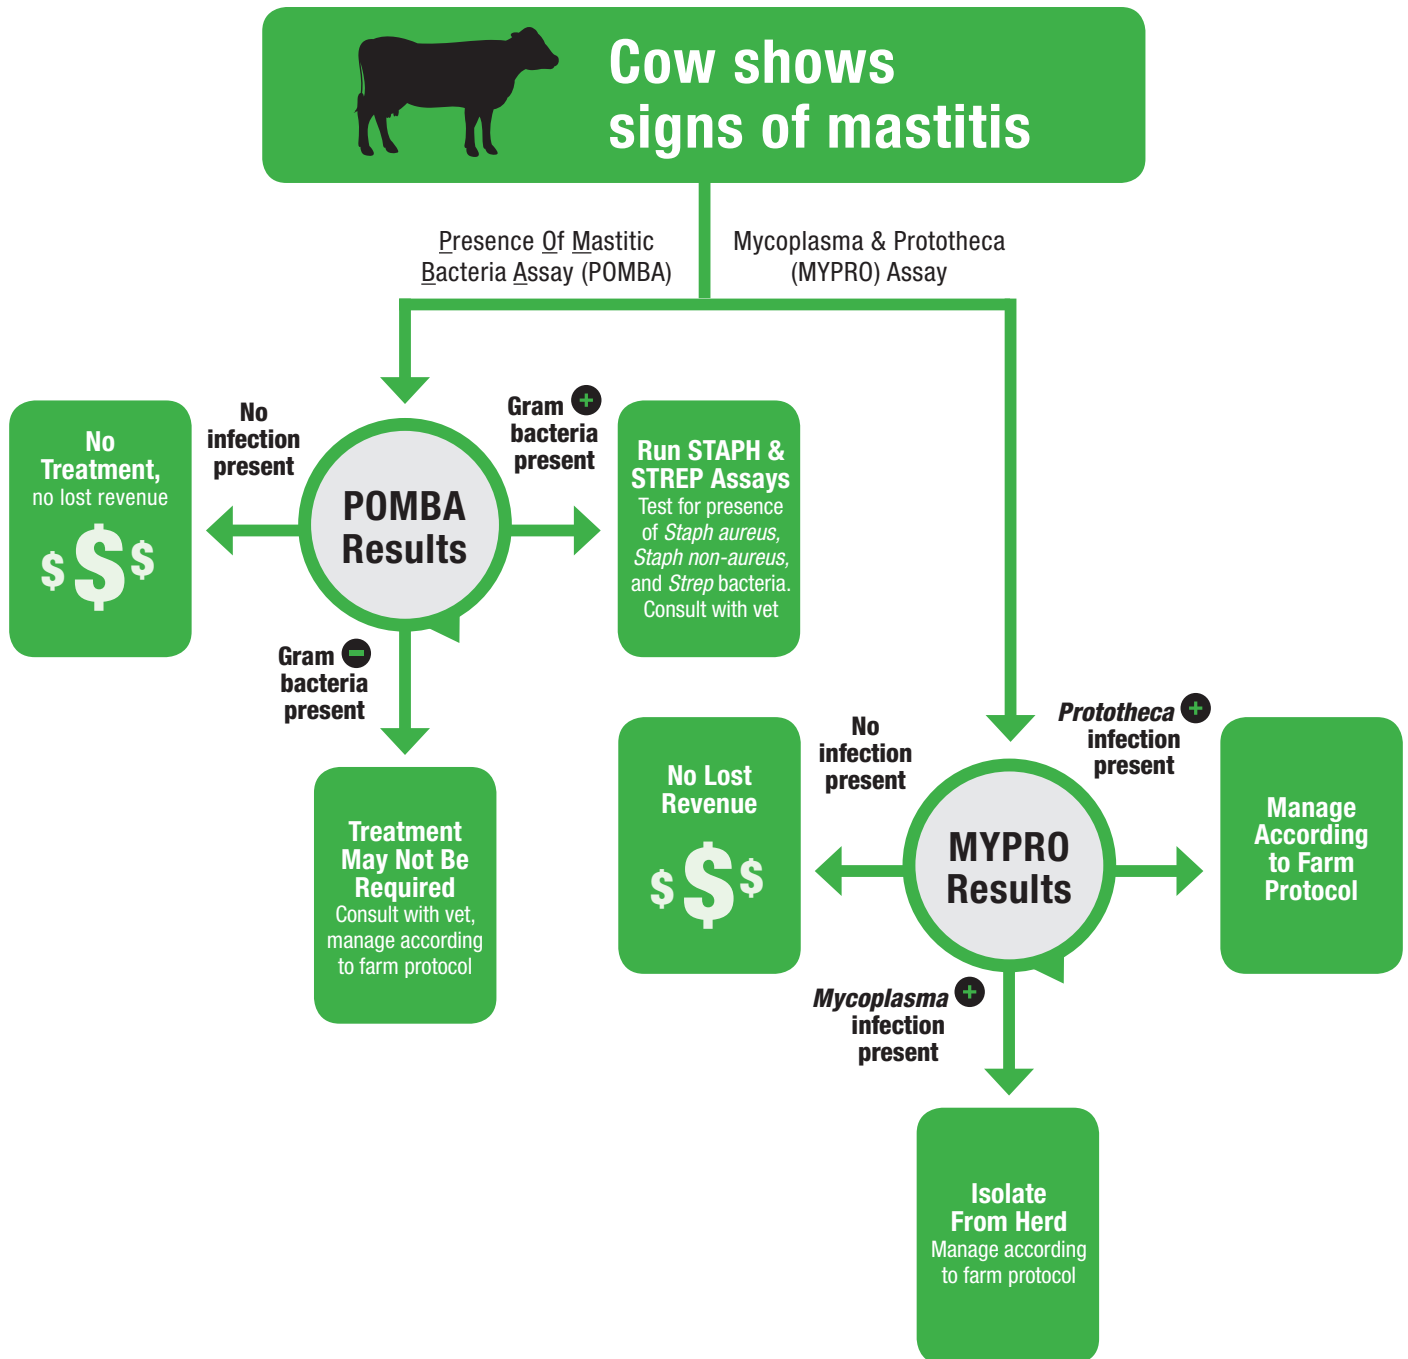 Cow shows
signs of mastitis
Presence Of Mastitic
Bacteria Assay (POMBA)
Mycoplasma & Prototheca
(MYPRO) Assay
No
Treatment,
no lost revenue
$ $ $
No
infection
present
POMBA
Results
Gram +
bacteria
present
Run STAPH &
STREP Assays
Test for presence
of Staph aureus,
Staph non-aureus,
and Strep bacteria.
Consult with vet
Gram −
bacteria
present
Treatment
May Not Be
Required
Consult with vet,
manage according
to farm protocol
No Lost
Revenue
$ $ $
No
infection
present
MYPRO
Results
Prototheca +
infection
present
Manage
According
to Farm
Protocol
Mycoplasma +
infection
present
Isolate
From Herd
Manage according
to farm protocol